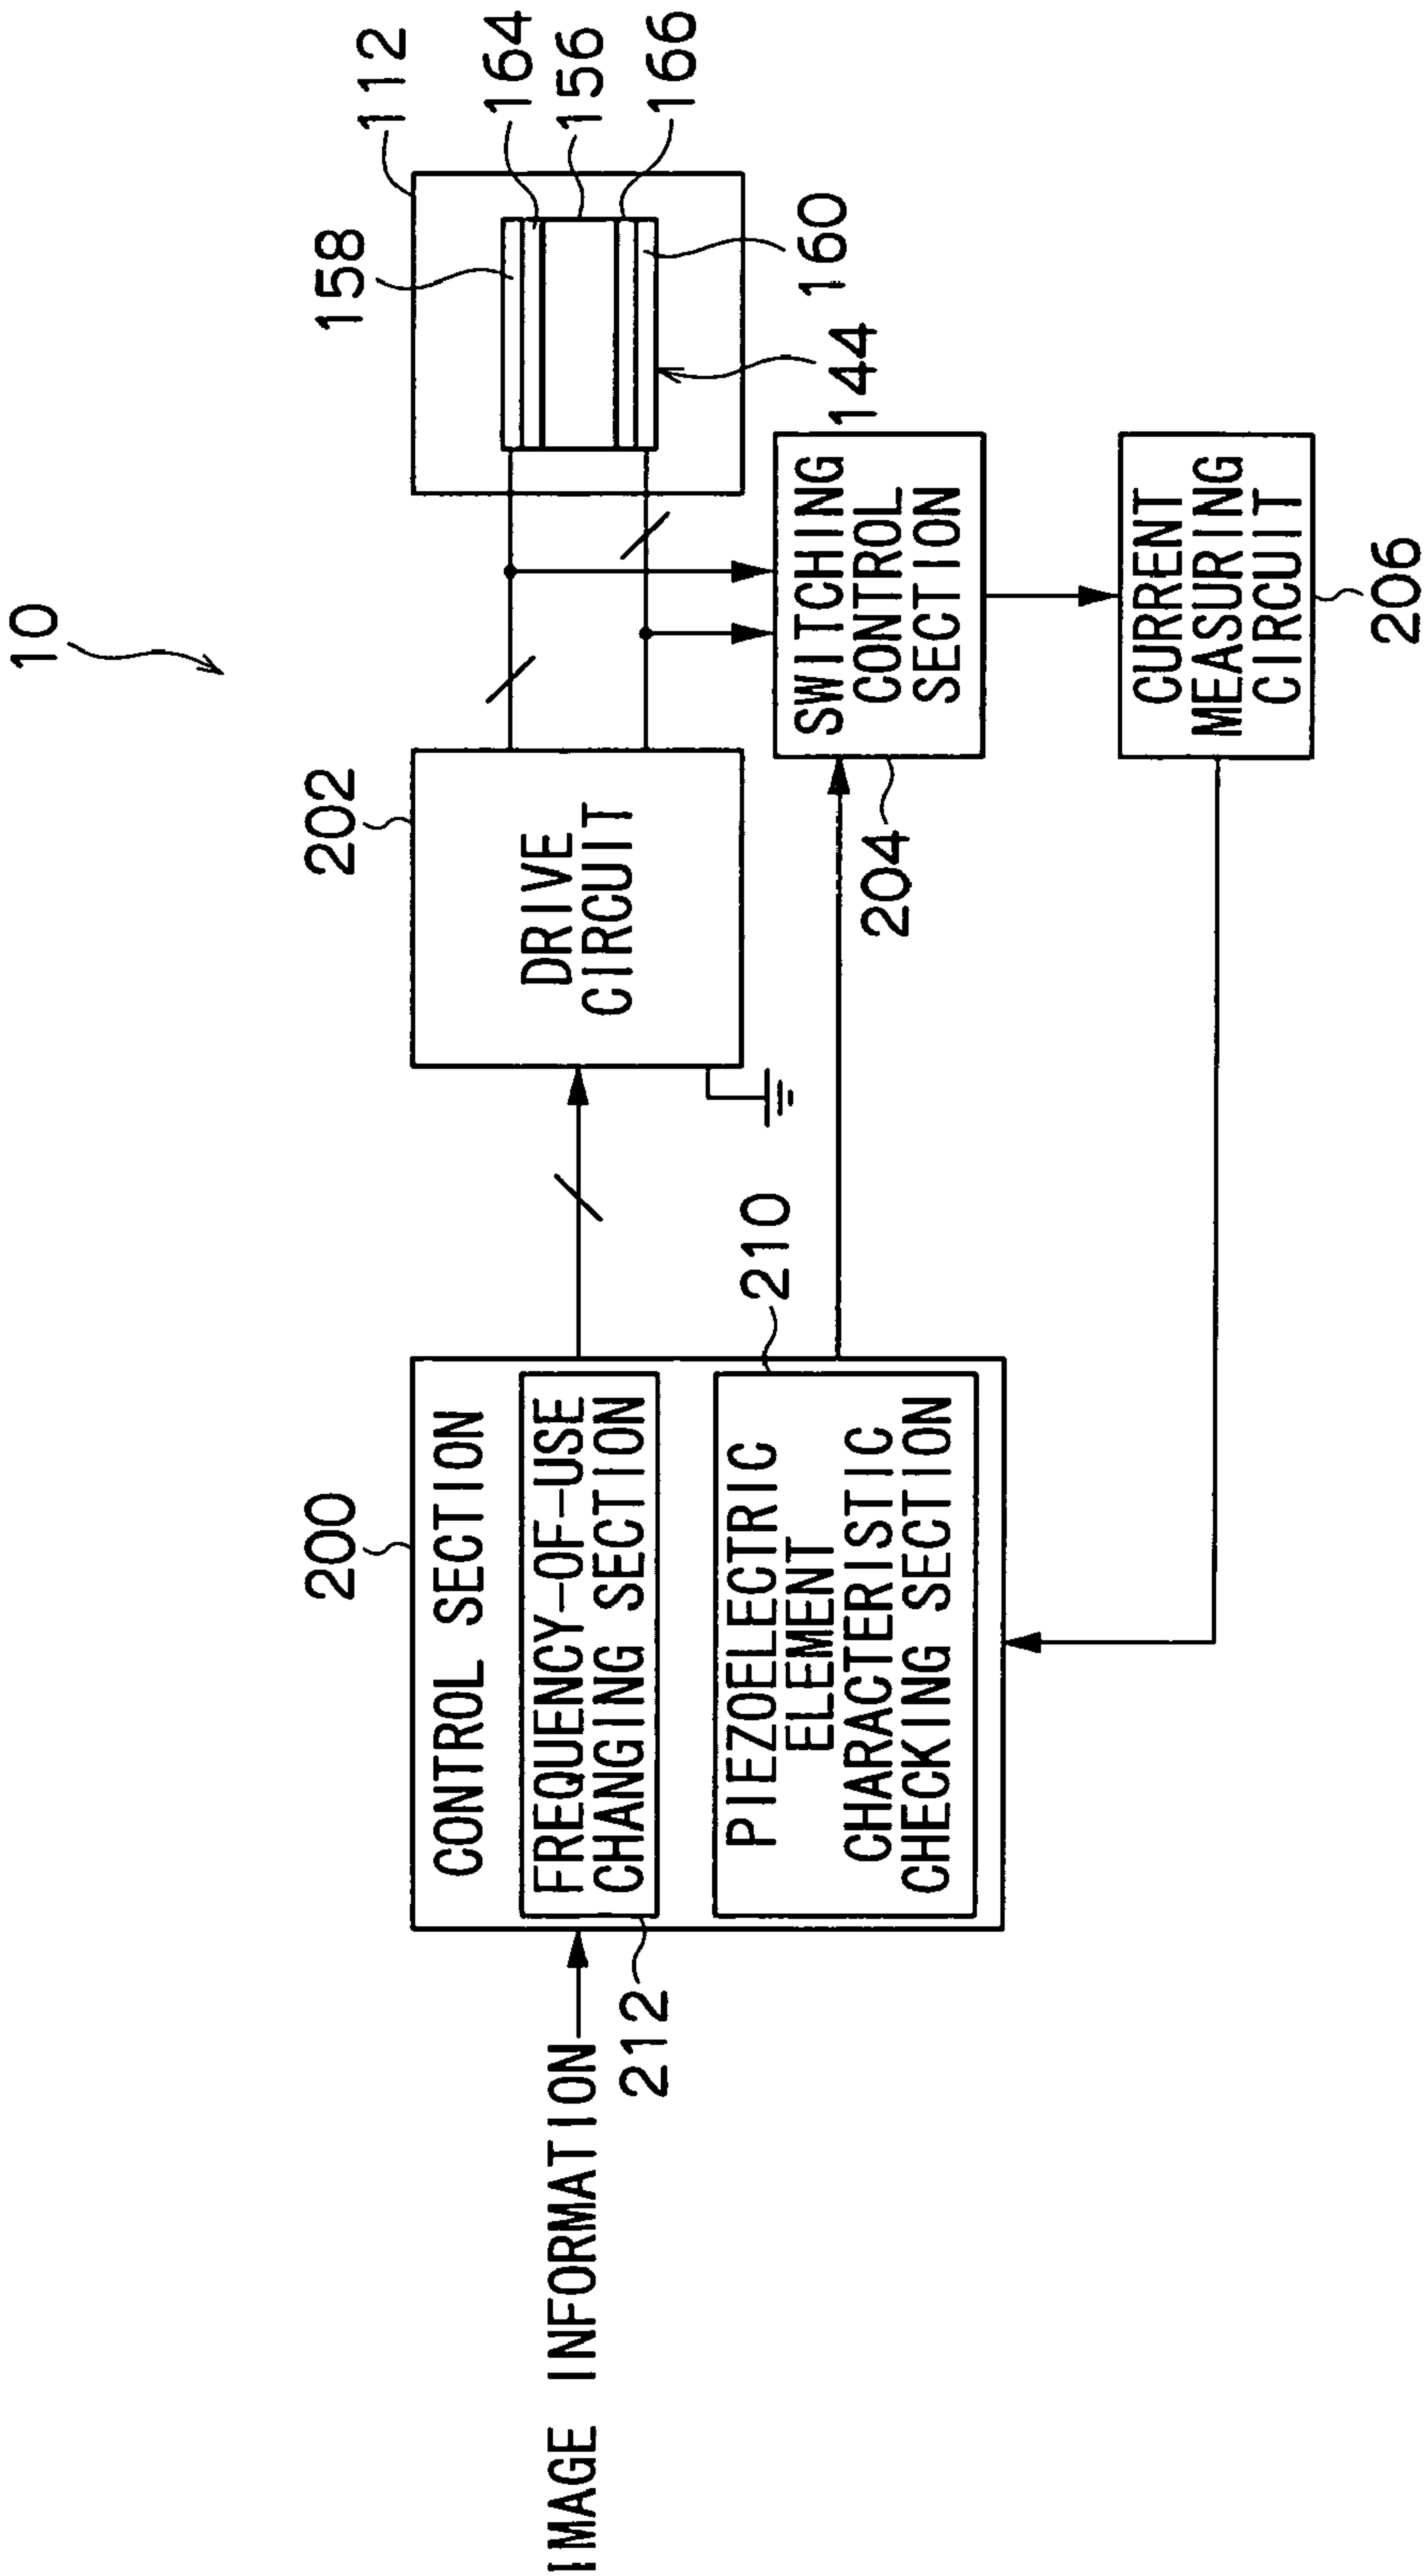 10
112
158
164
156
166
160
144
202
DRIVE
CIRCUIT
200
CONTROL SECTION
FREQUENCY-OF-USE
CHANGING SECTION
212
IMAGE INFORMATION
210
PIEZOELECTRIC
ELEMENT
CHARACTERISTIC
CHECKING SECTION
204
SWITCHING
CONTROL
SECTION
CURRENT
MEASURING
CIRCUIT
206